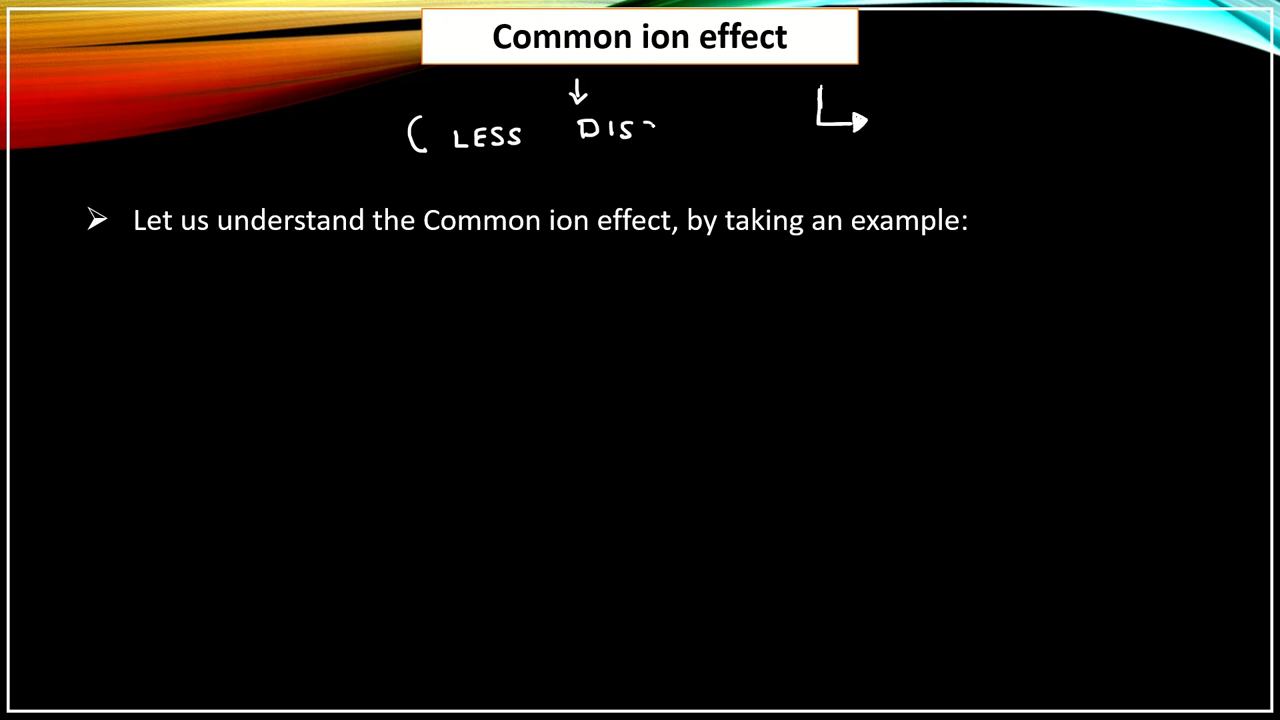 Common ion effect
( LESS DIS
➢ Let us understand the Common ion effect, by taking an example: